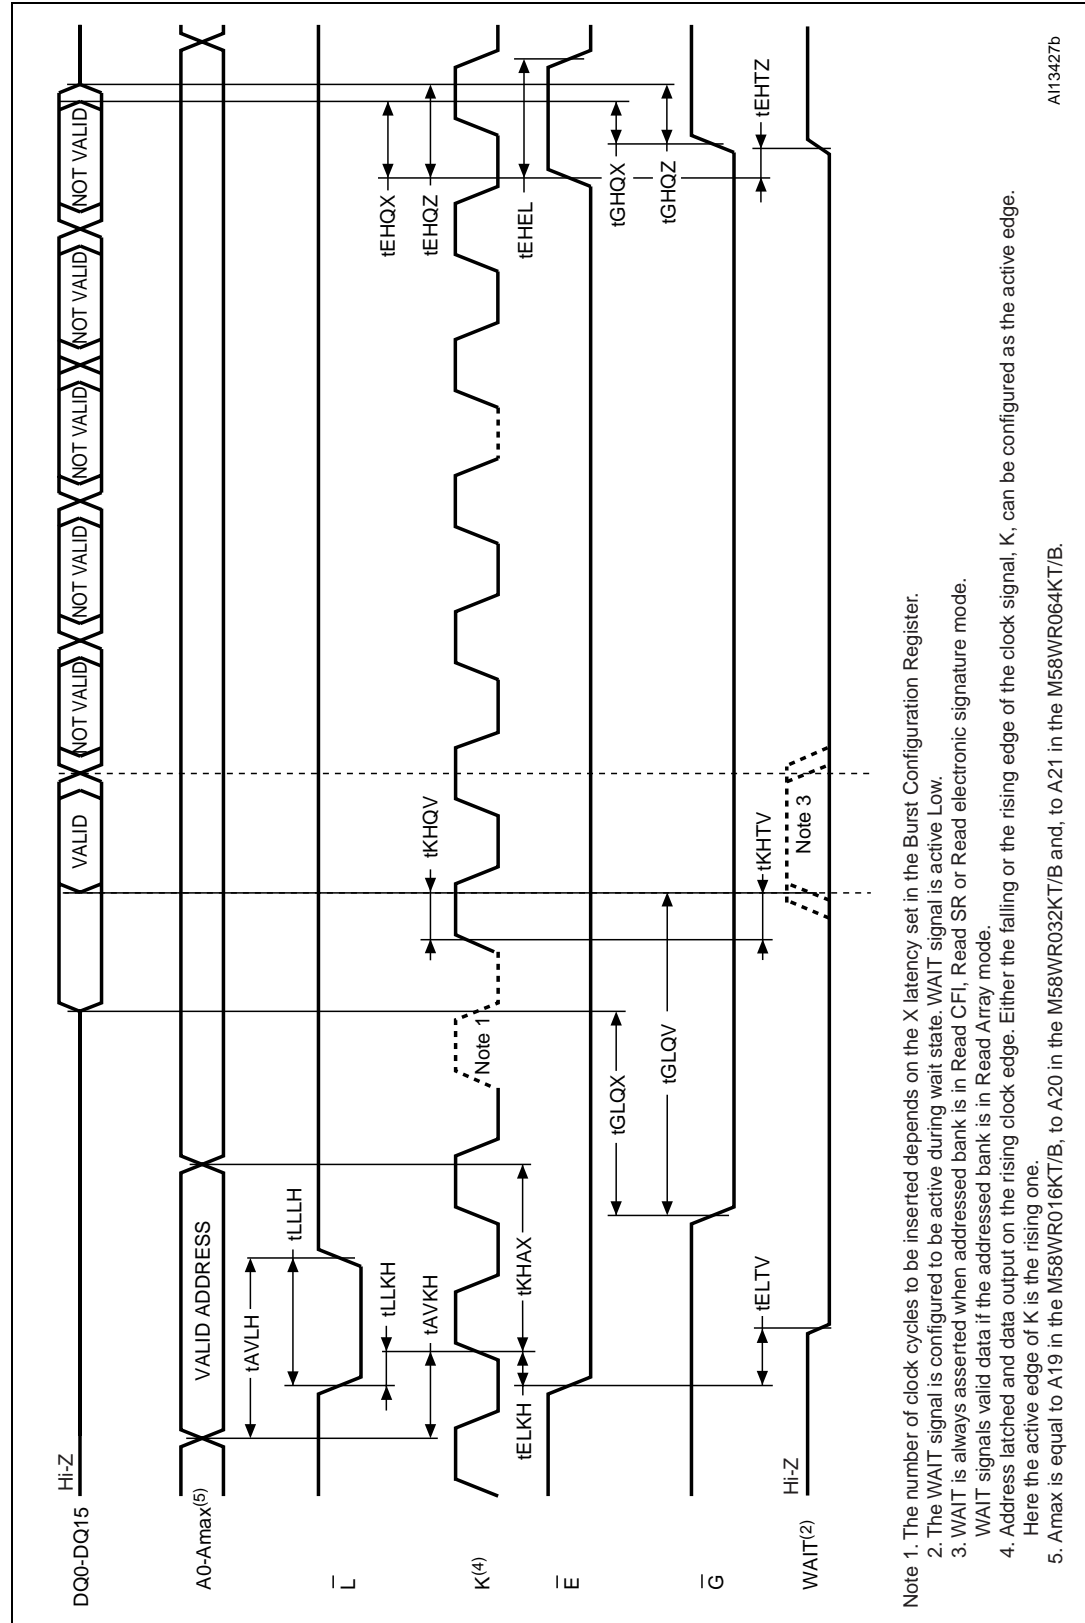 Hi-Z
DQ0-DQ15
VALID
NOT VALID
NOT VALID
NOT VALID
NOT VALID
NOT VALID
A0-Amax(5)
VALID ADDRESS
tAVLH
tLLLH
L
tLLKH
tAVKH
tKHQV
tEHQX
tEHQZ
K(4)
Note 1
tELKH
tKHAX
tEHEL
E
tGLQX
tGLQV
tGHQX
tGHQZ
G
tELTV
tKHTV
tEHTZ
Hi-Z
WAIT(2)
Note 3
Note 1. The number of clock cycles to be inserted depends on the X latency set in the Burst Configuration Register.
2. The WAIT signal is configured to be active during wait state. WAIT signal is active Low.
3. WAIT is always asserted when addressed bank is in Read CFI, Read SR or Read electronic signature mode.
WAIT signals valid data if the addressed bank is in Read Array mode.
4. Address latched and data output on the rising clock edge. Either the falling or the rising edge of the clock signal, K, can be configured as the active edge.
Here the active edge of K is the rising one.
5. Amax is equal to A19 in the M58WR016KT/B, to A20 in the M58WR032KT/B and, to A21 in the M58WR064KT/B.
AI13427b